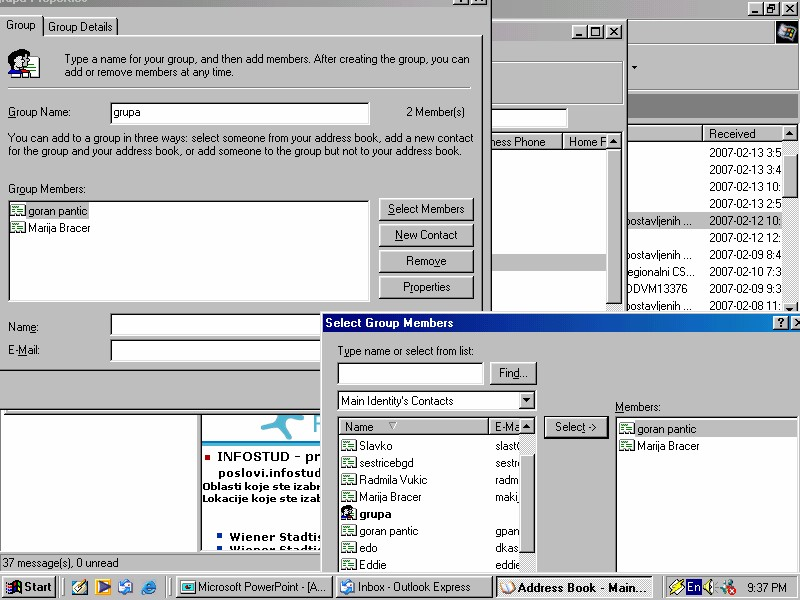 Group Group Details
Type a name for your group, and then add members. After creating the group, you can
add or remove members at any time.
Group Name: grupa 2 Member(s)
You can add to a group in three ways: select someone from your address book, add a new contact
for the group and your address book, or add someone to the group but not to your address book.
Group Members:
goran pantic
Marija Bracer
Select Members
New Contact
Remove
Properties
Name:
E-Mail:
ness Phone Home F
Received
2007-02-13 3:5
2007-02-13 3:4
2007-02-13 10:
2007-02-13 2:5
postavljenih ... 2007-02-12 10:
2007-02-12 12:
postavljenih ... 2007-02-09 8:4
egionalni CS... 2007-02-10 7:3
DDVM13376 2007-02-09 9:3
postavljenih ... 2007-02-08 11:
Select Group Members
Type name or select from list:
Find...
Main Identity's Contacts
Name E-Ma
Slavko slast
sestricebgd sestr
Radmila Vukic radm
Marija Bracer maki
grupa
goran pantic gpan
edo dkas
Eddie eddie
Select ->
Members:
goran pantic
Marija Bracer
INFOSTUD - pr
poslovi.infostud
Oblasti koje ste izabr
Lokacije koje ste izab
Wiener Stadtis
Wiener Stadtis
37 message(s), 0 unread
Start Microsoft PowerPoint - [A... Inbox - Outlook Express Address Book - Main... En 9:37 PM